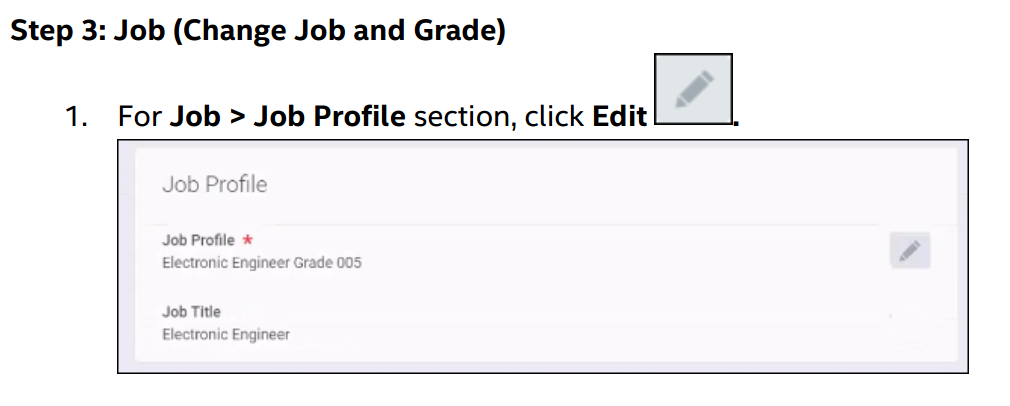 Step 3: Job (Change Job and Grade)
1. For Job > Job Profile section, click Edit .
Job Profile
Job Profile *
Electronic Engineer Grade 005
Job Title
Electronic Engineer